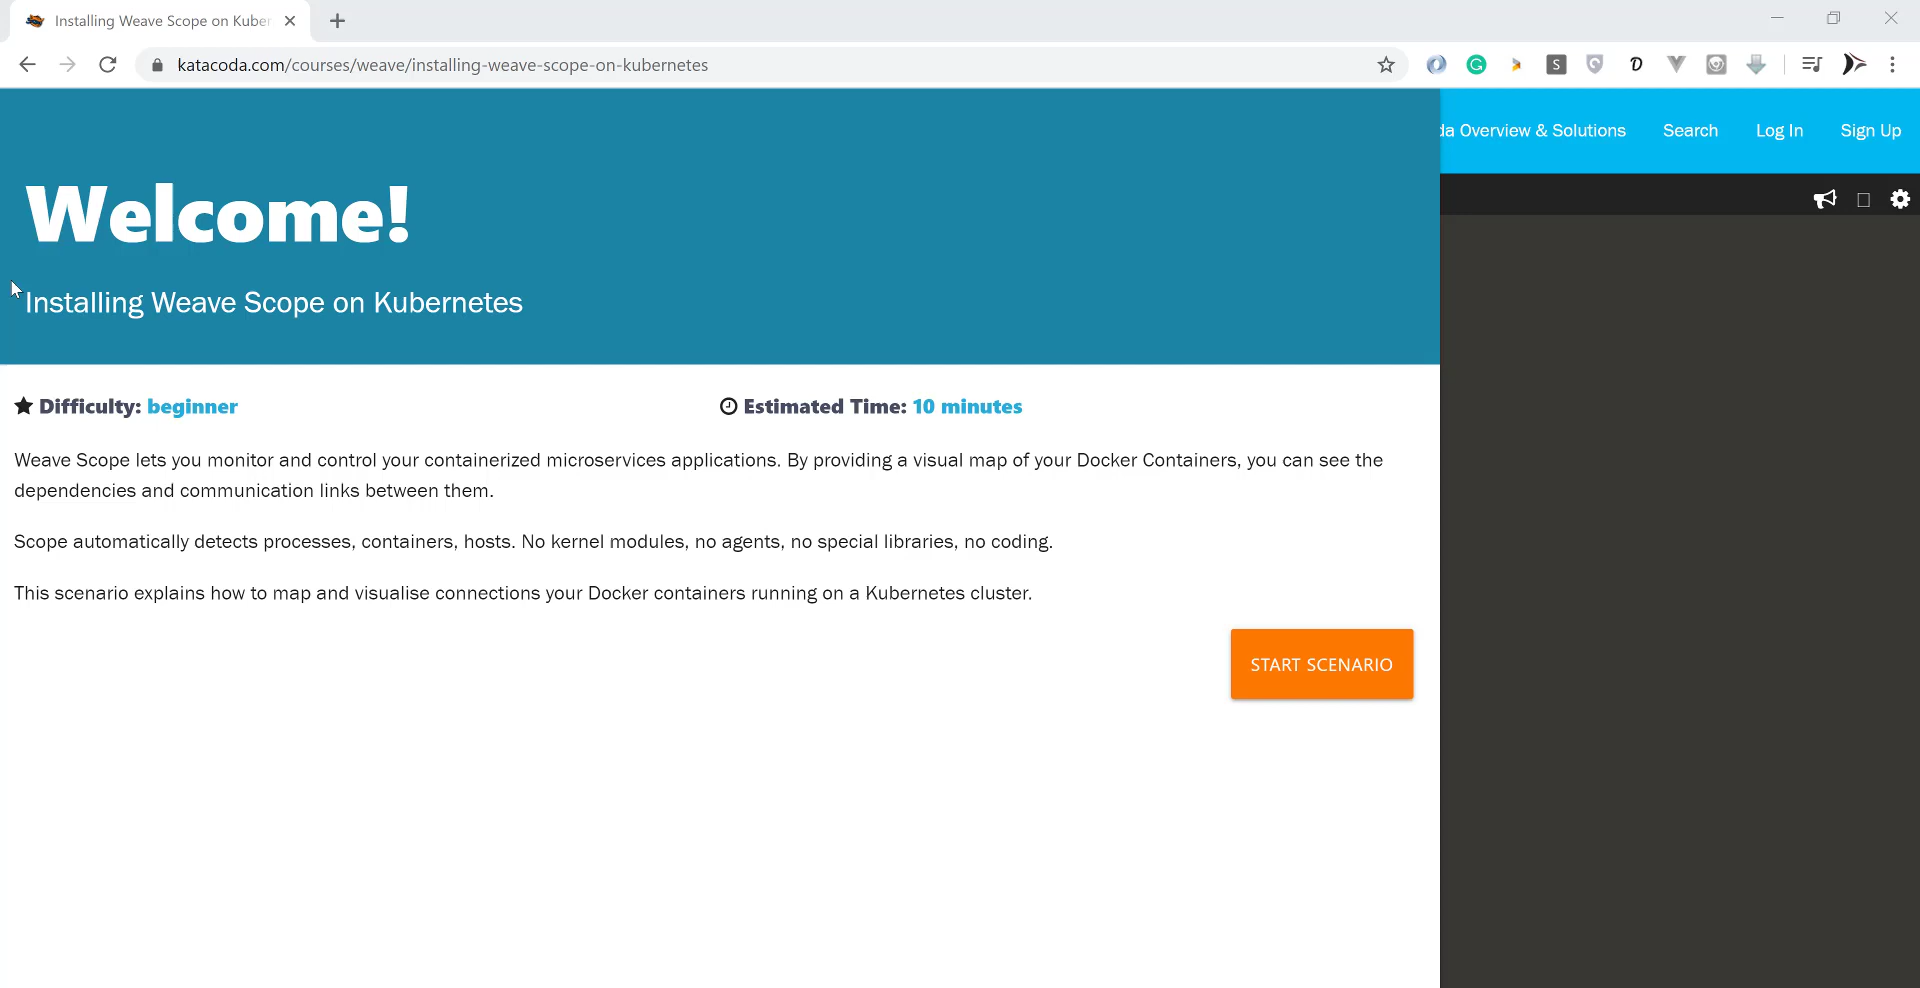 Installing Weave Scope on Kuber
katacoda.com/courses/weave/installing-weave-scope-on-kubernetes
da Overview & Solutions Search Log In Sign Up
Welcome!
Installing Weave Scope on Kubernetes
Difficulty: beginner
Estimated Time: 10 minutes
Weave Scope lets you monitor and control your containerized microservices applications. By providing a visual map of your Docker Containers, you can see the
dependencies and communication links between them.
Scope automatically detects processes, containers, hosts. No kernel modules, no agents, no special libraries, no coding.
This scenario explains how to map and visualise connections your Docker containers running on a Kubernetes cluster.
START SCENARIO